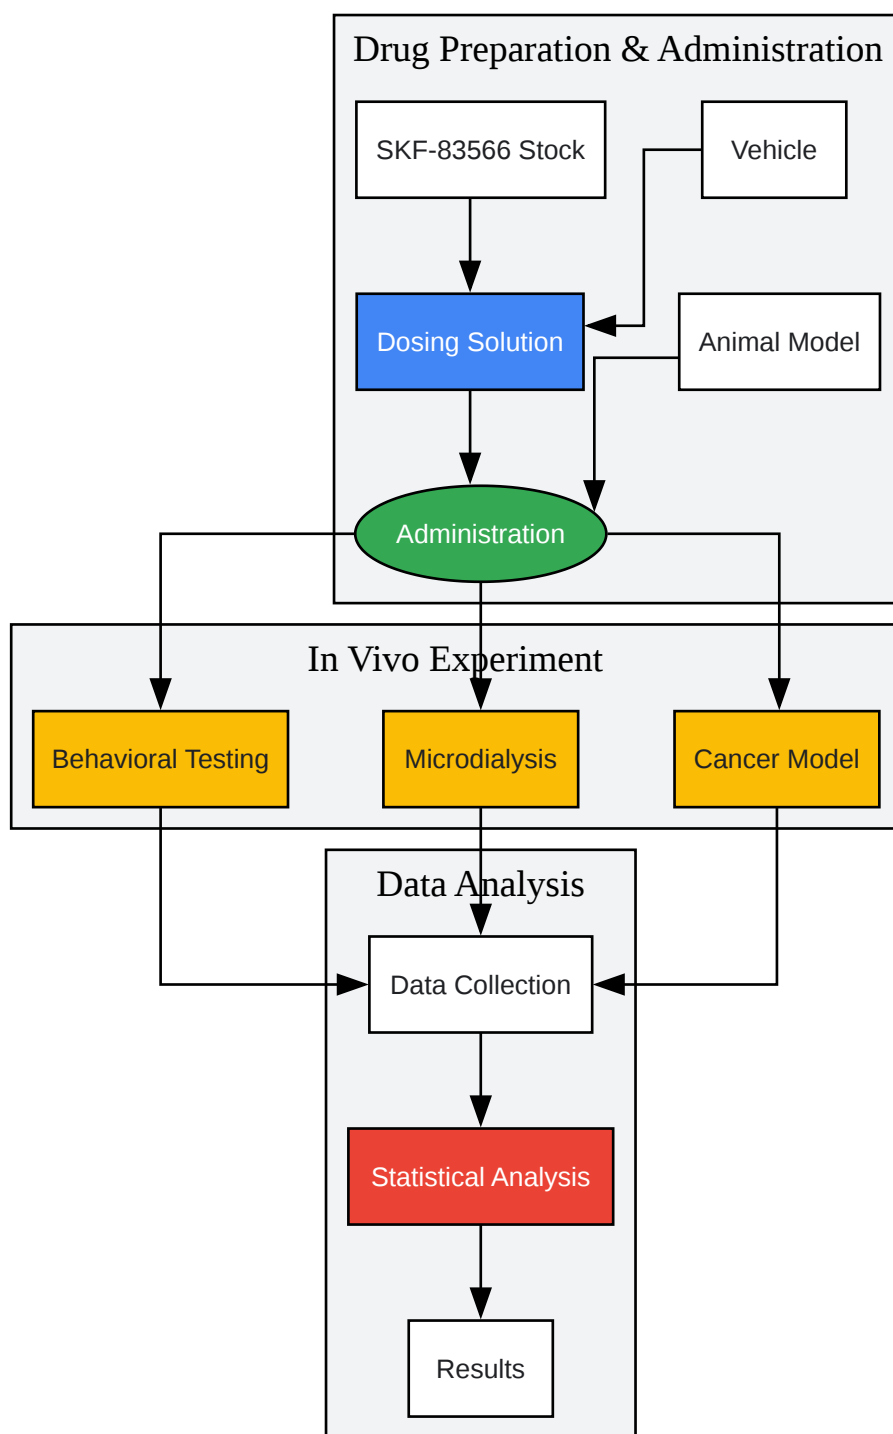 Drug Preparation & Administration
SKF-83566 Stock
Vehicle
Dosing Solution
Animal Model
Administration
In Vivo Experiment
Behavioral Testing
Microdialysis
Cancer Model
Data Analysis
Data Collection
Statistical Analysis
Results